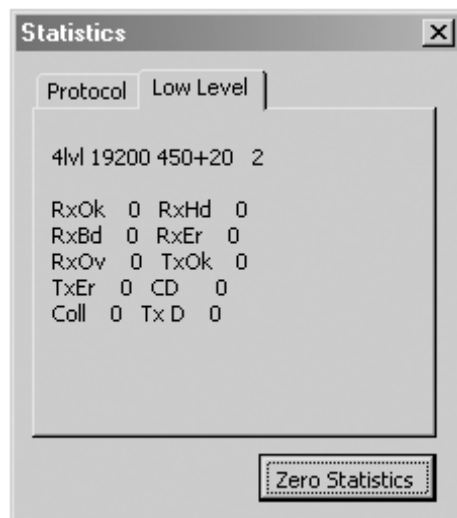 Statistics
Protocol Low Level
4lvl 19200 450+20 2
RxOk 0 RxHd 0
RxBd 0 RxEr 0
RxOv 0 TxOk 0
TxEr 0 CD 0
Coll 0 Tx D 0
Zero Statistics